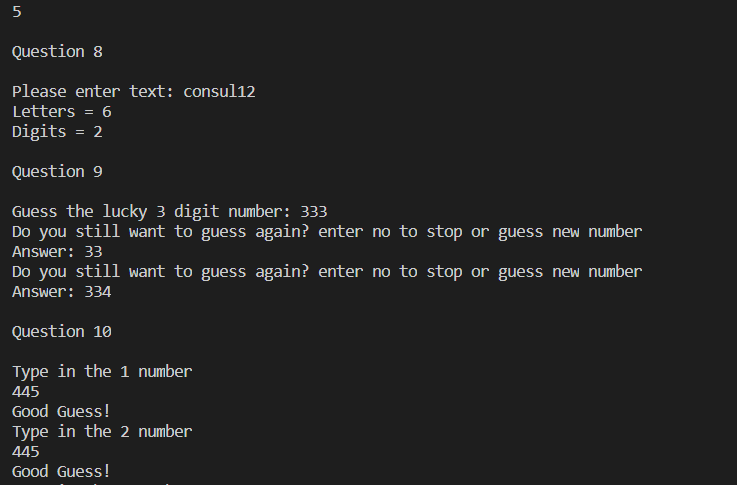 5
Question 8
Please enter text: consul12
Letters = 6
Digits = 2
Question 9
Guess the lucky 3 digit number: 333
Do you still want to guess again? enter no to stop or guess new number
Answer: 33
Do you still want to guess again? enter no to stop or guess new number
Answer: 334
Question 10
Type in the 1 number
445
Good Guess!
Type in the 2 number
445
Good Guess!